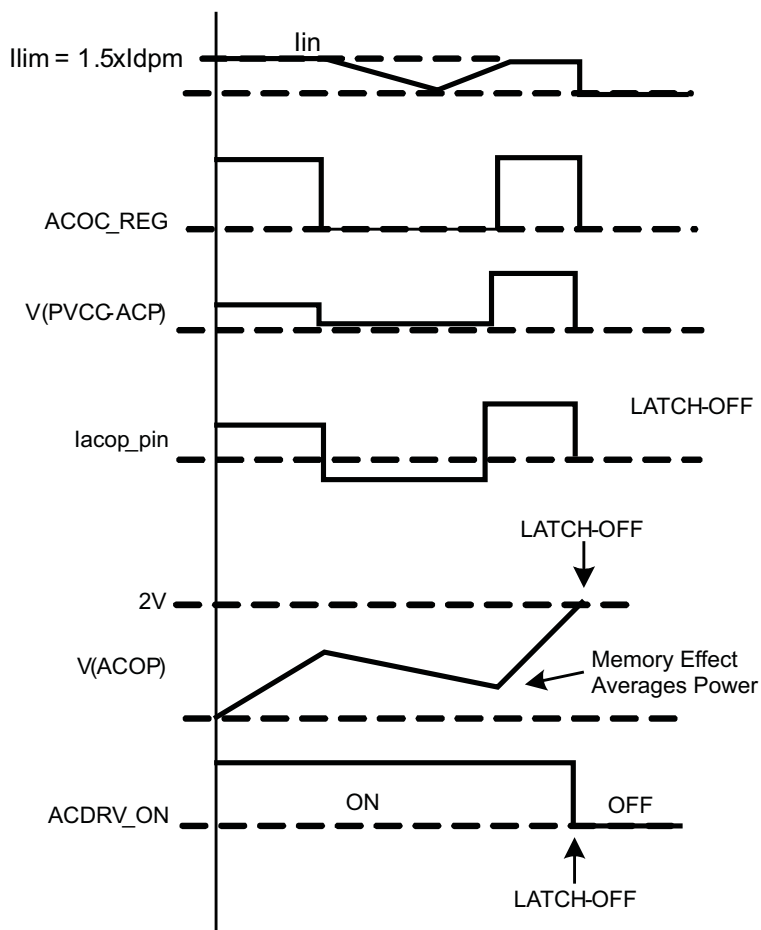 Iin
Ilim = 1.5xIdpm
ACOC_REG
V(PVCC-ACP)
LATCH-OFF
Iacop_pin
LATCH-OFF
2V
V(ACOP)
Memory Effect
Averages Power
ON
OFF
ACDRV_ON
LATCH-OFF